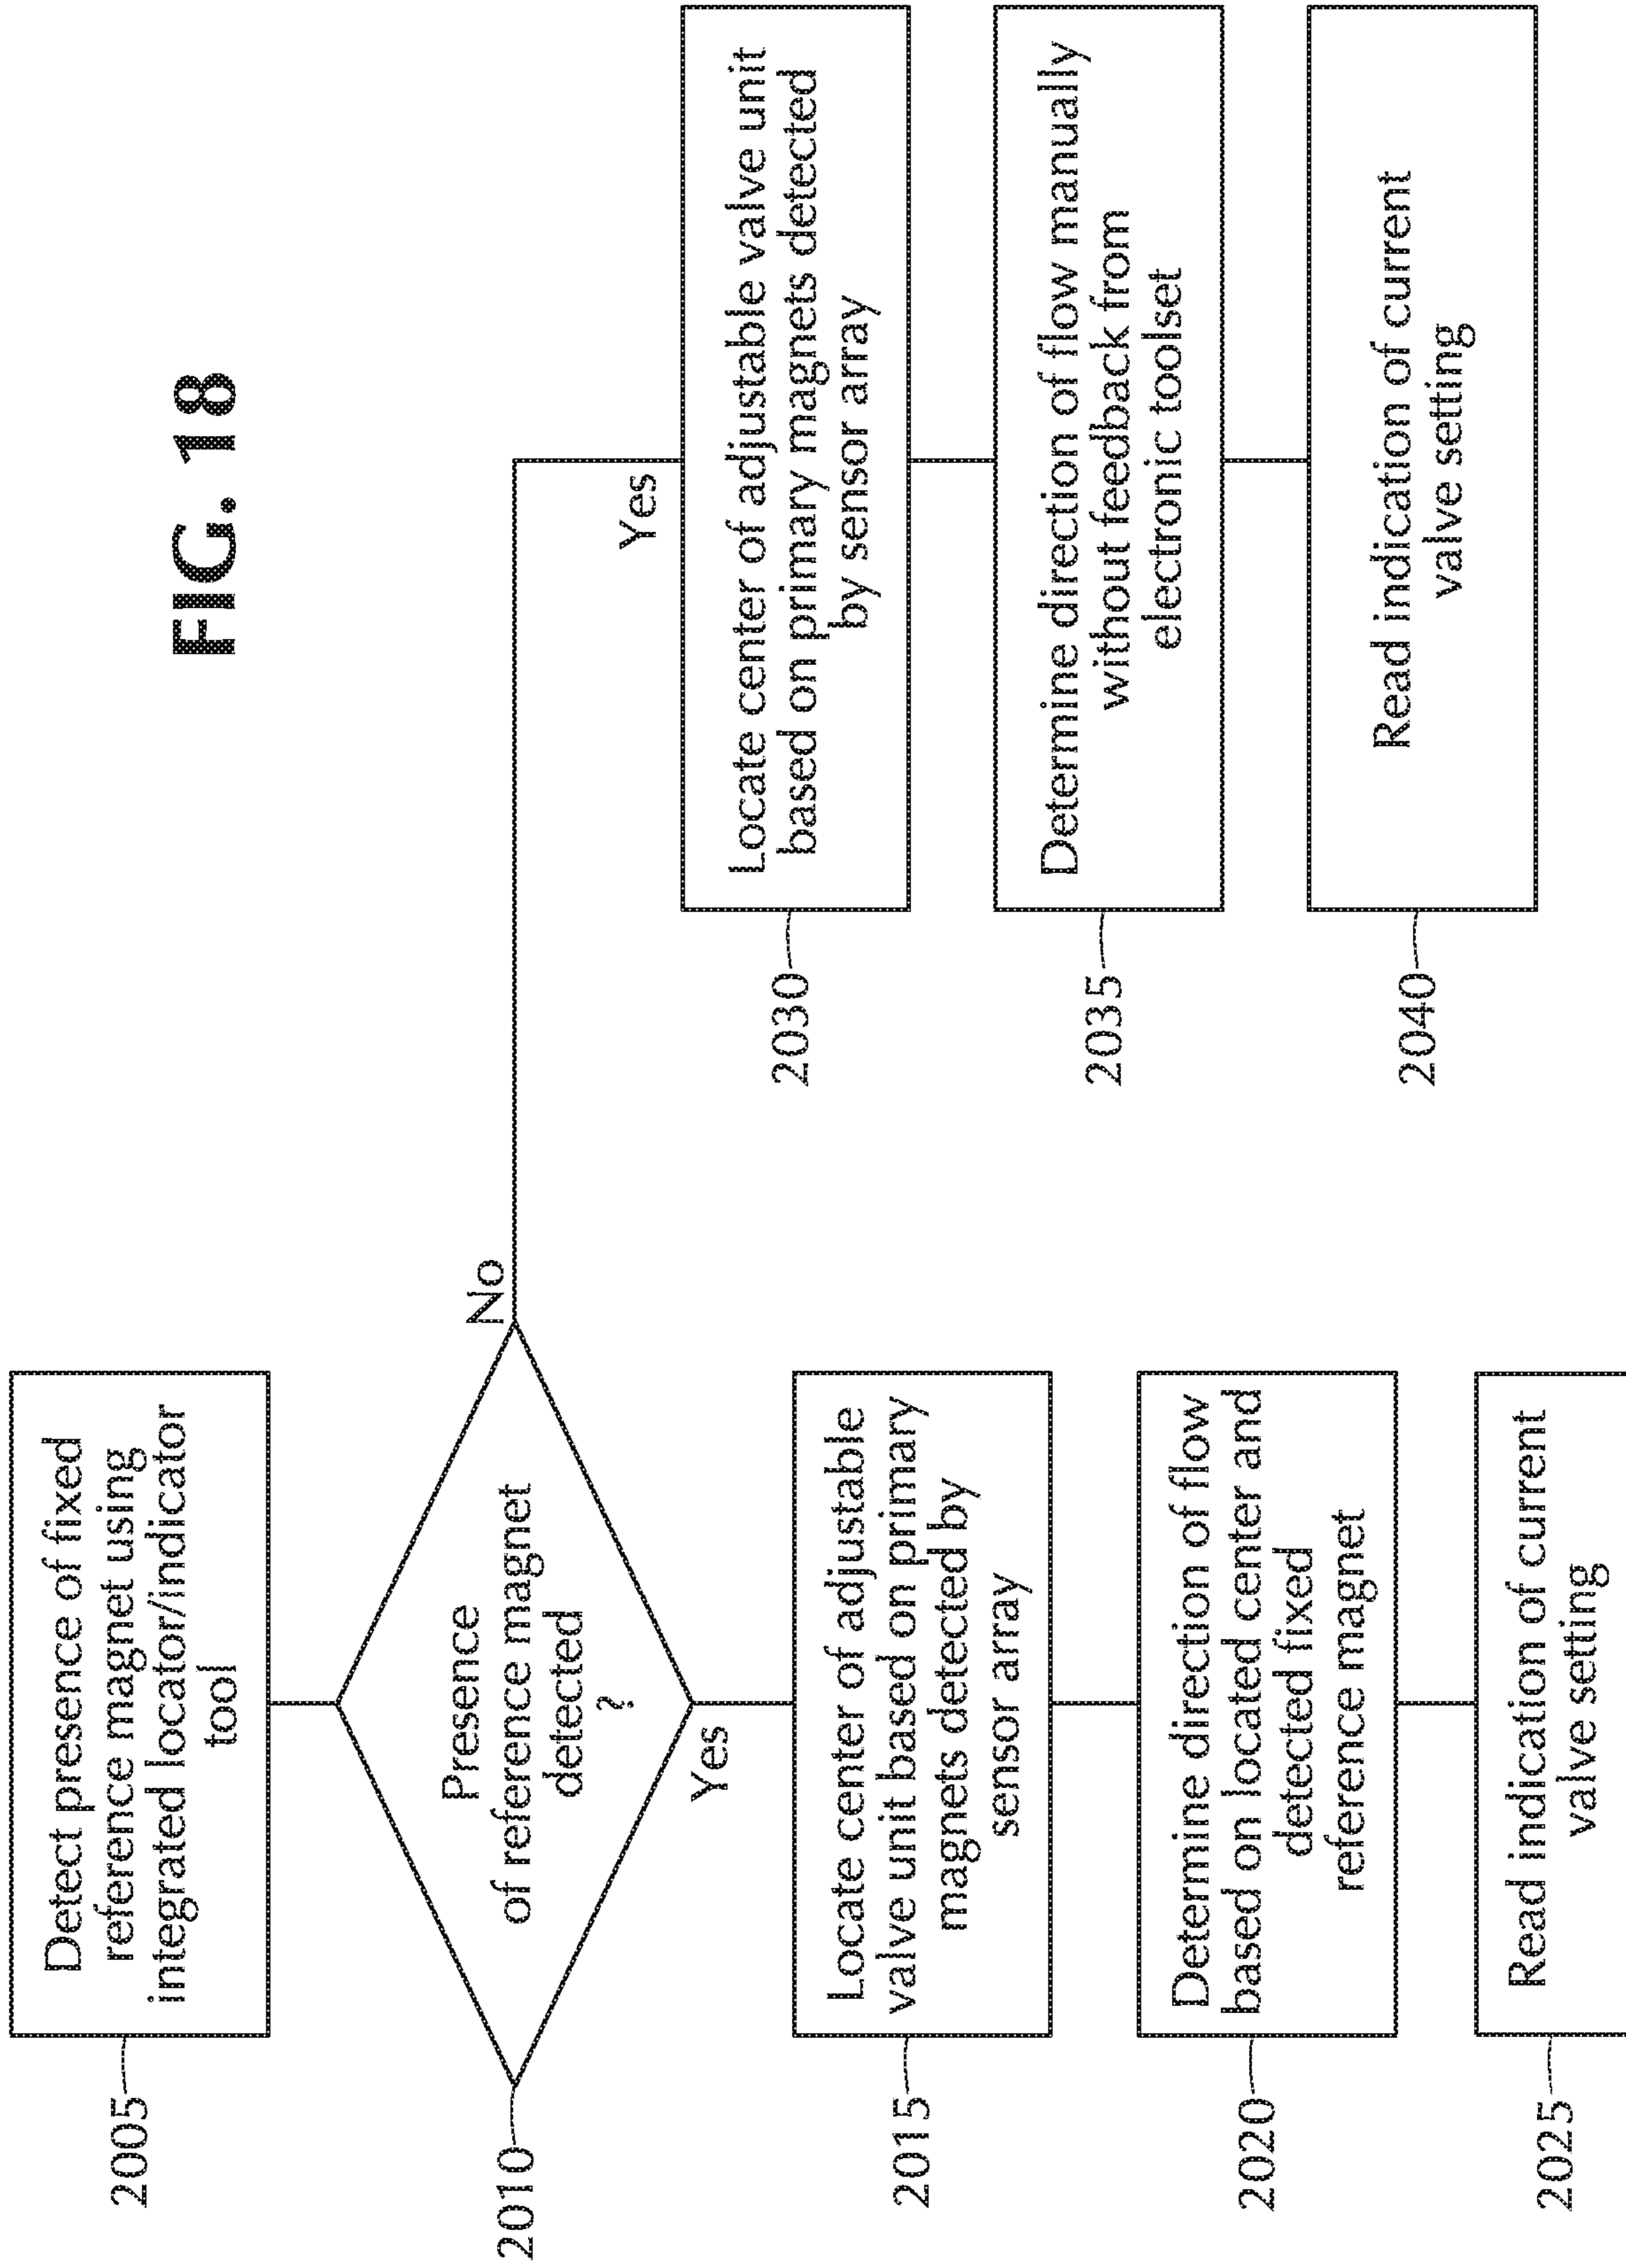 FIG. 18
2005
Detect presence of fixed
reference magnet using
integrated locator/indicator
tool
2010
Presence
of reference magnet
detected
?
No
Yes
2015
Locate center of adjustable
valve unit based on primary
magnets detected by
sensor array
2020
Determine direction of flow
based on located center and
detected fixed
reference magnet
2025
Read indication of current
valve setting
Yes
2030
Locate center of adjustable valve unit
based on primary magnets detected
by sensor array
2035
Determine direction of flow manually
without feedback from
electronic toolset
2040
Read indication of current
valve setting